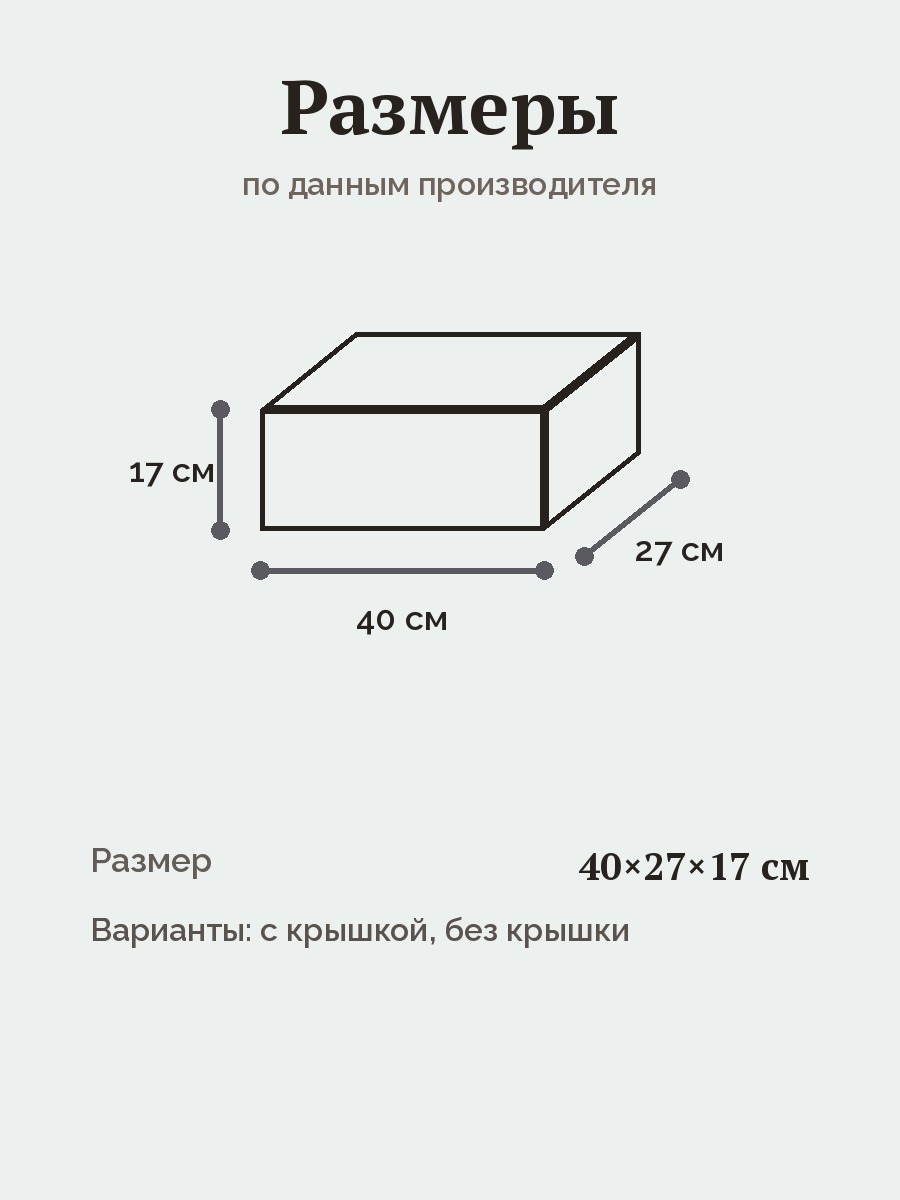 Размеры
по данным производителя
17 см
27 см
40 см
Размер
40×27×17 см
Варианты: с крышкой, без крышки